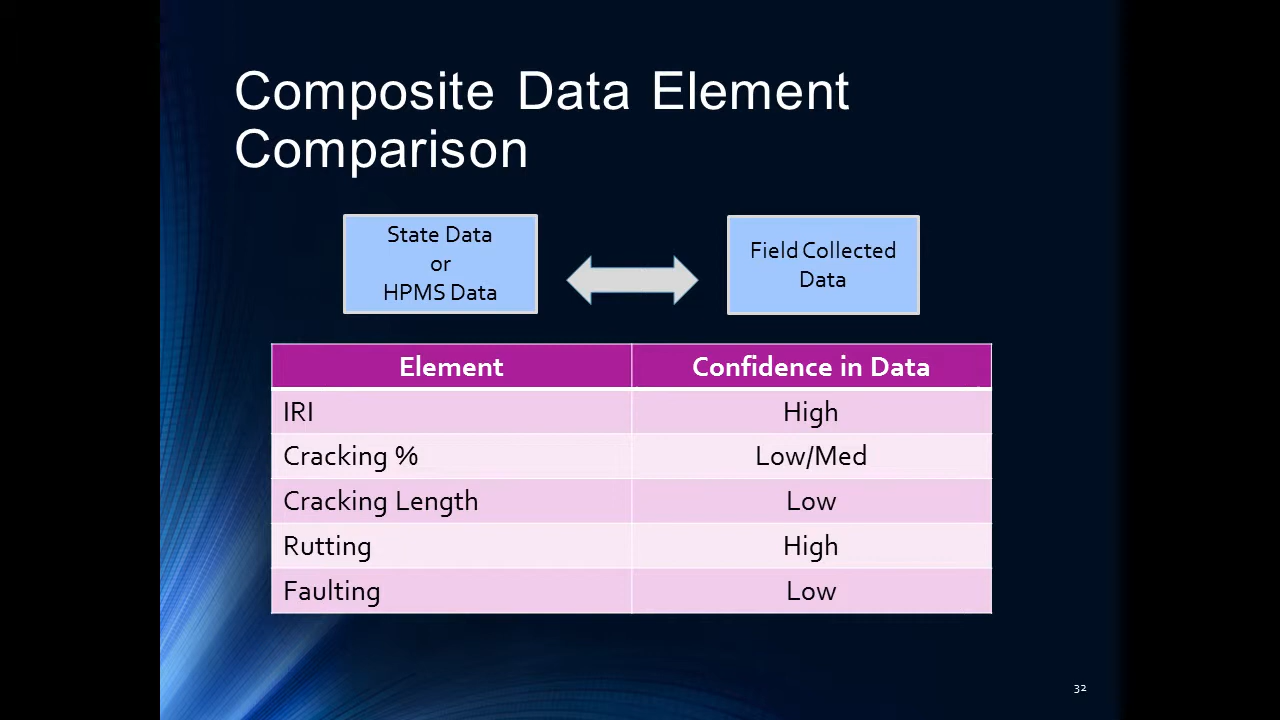 Composite Data Element
Comparison
State Data
or
HPMS Data
Field Collected
Data
Element Confidence in Data
IRI High
Cracking % Low/Med
Cracking Length Low
Rutting High
Faulting Low
32